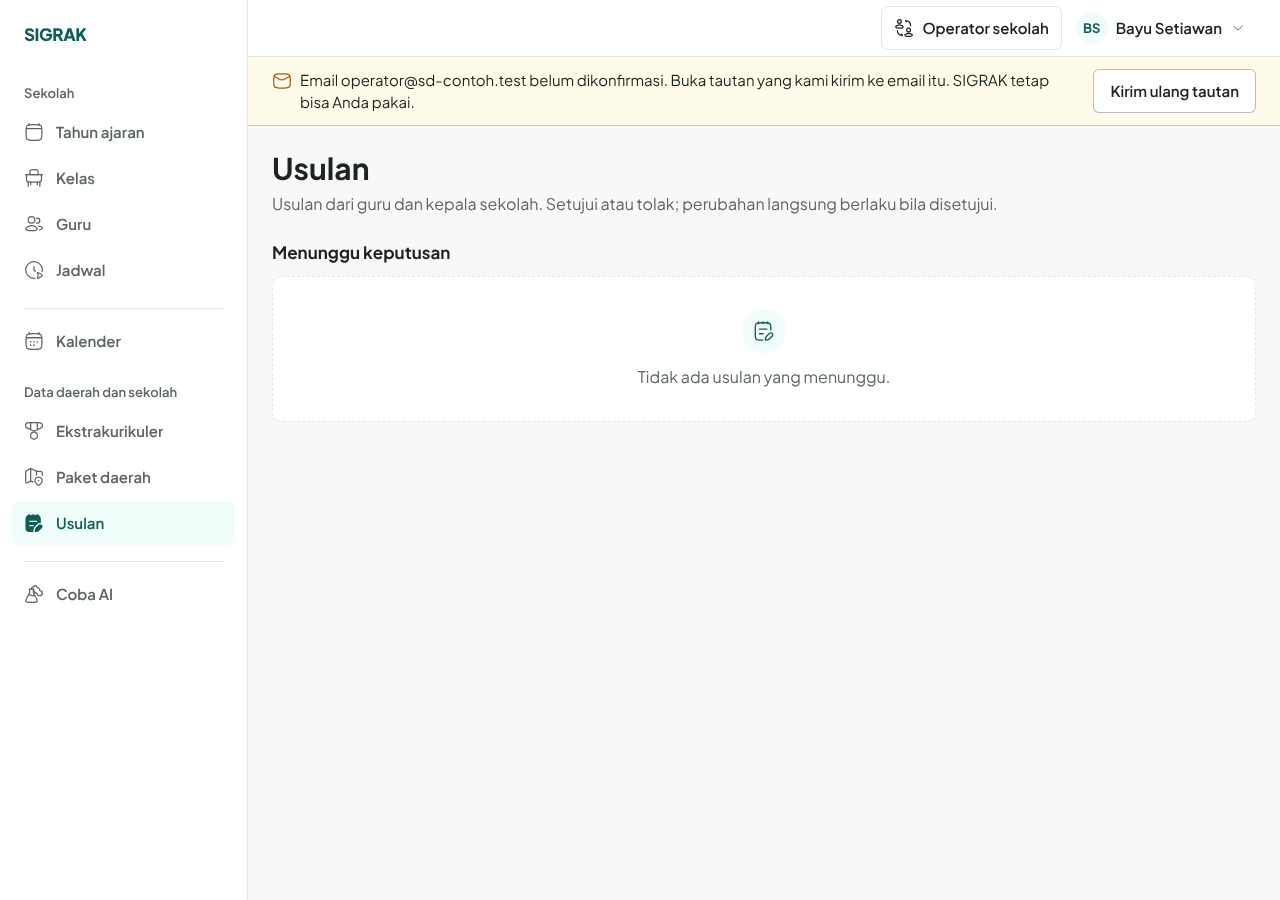 SIGRAK
Operator sekolah
BS
Bayu Setiawan
Sekolah
Tahun ajaran
Kelas
Guru
Jadwal
Kalender
Data daerah dan sekolah
Ekstrakurikuler
Paket daerah
Usulan
Coba AI
Email operator@sd-contoh.test belum dikonfirmasi. Buka tautan yang kami kirim ke email itu. SIGRAK tetap
bisa Anda pakai.
Kirim ulang tautan
Usulan
Usulan dari guru dan kepala sekolah. Setujui atau tolak; perubahan langsung berlaku bila disetujui.
Menunggu keputusan
Tidak ada usulan yang menunggu.